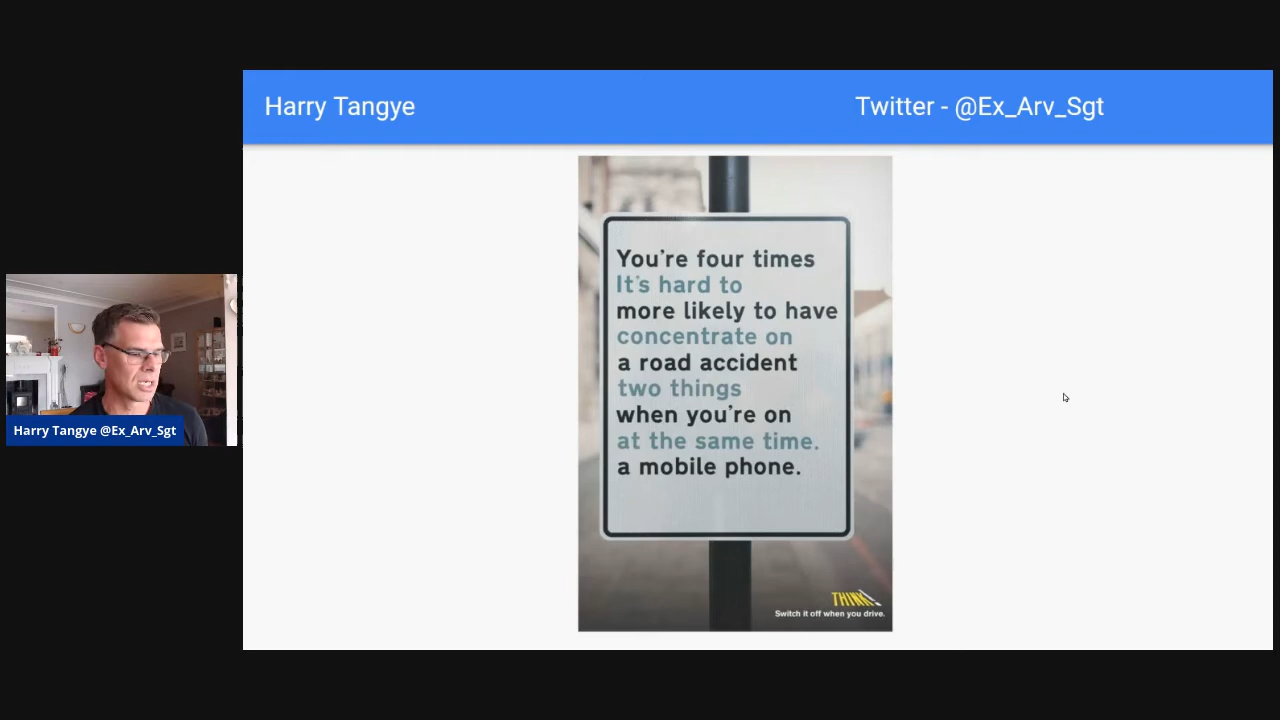 Harry Tangye
Twitter - @Ex_Arv_Sgt
You're four times
It's hard to
more likely to have
concentrate on
a road accident
two things
when you're on
at the same time.
a mobile phone.
THINK!
Switch it off when you drive.
Harry Tangye @Ex_Arv_Sgt